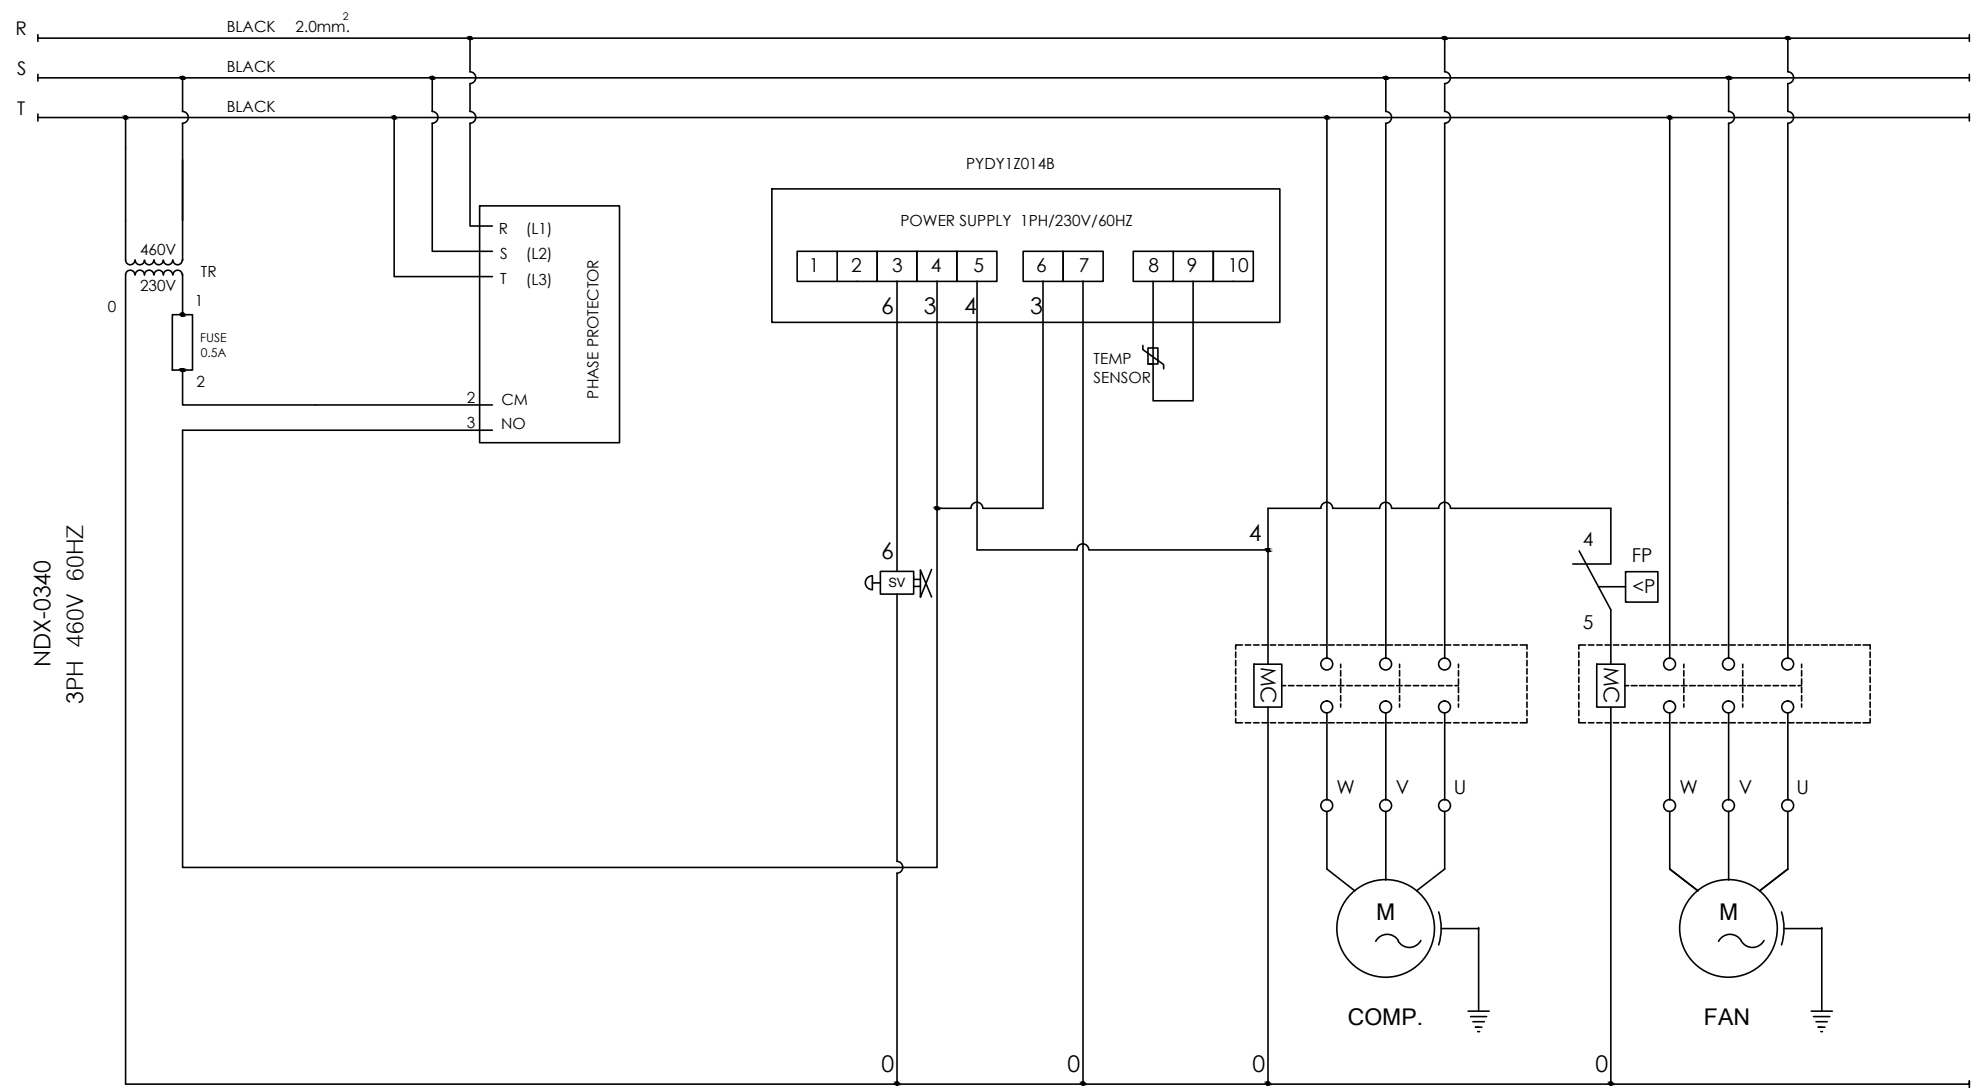 R BLACK 2.0mm².
S BLACK
T BLACK
PYDY1Z014B
POWER SUPPLY 1PH/230V/60HZ
1 2 3 4 5 6 7 8 9 10
6 3 4 3
R (L1)
S (L2)
T (L3)
PHASE PROTECTOR
2 CM
3 NO
460V
TR
230V
0
1
FUSE
0.5A
2
TEMP
SENSOR
NDX-0340
3PH 460V 60HZ
6
SV
4
4
FP
<P
5
MC
MC
W V U
W V U
M
M
COMP.
FAN
0 0 0 0